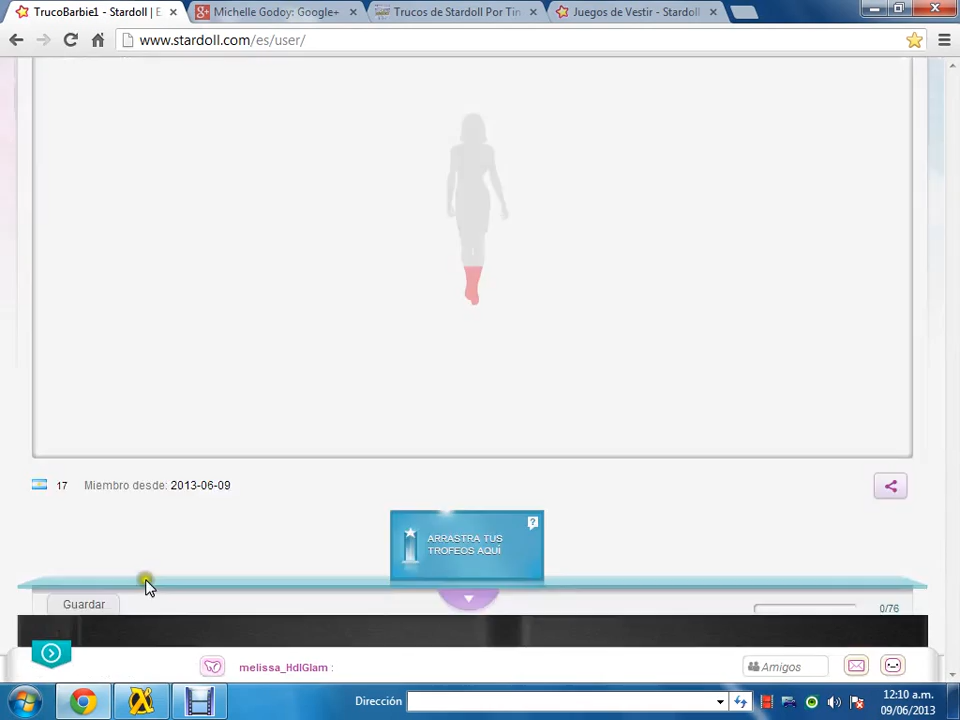 TrucoBarbie1 - Stardoll | E
Michelle Godoy: Google+
Trucos de Stardoll Por Tin
Juegos de Vestir - Stardoll
www.stardoll.com/es/user/
17 Miembro desde: 2013-06-09
?
ARRASTRA TUS
TROFEOS AQUÍ
Guardar
0/76
melissa_HdlGlam :
Amigos
Dirección
12:10 a.m.
09/06/2013